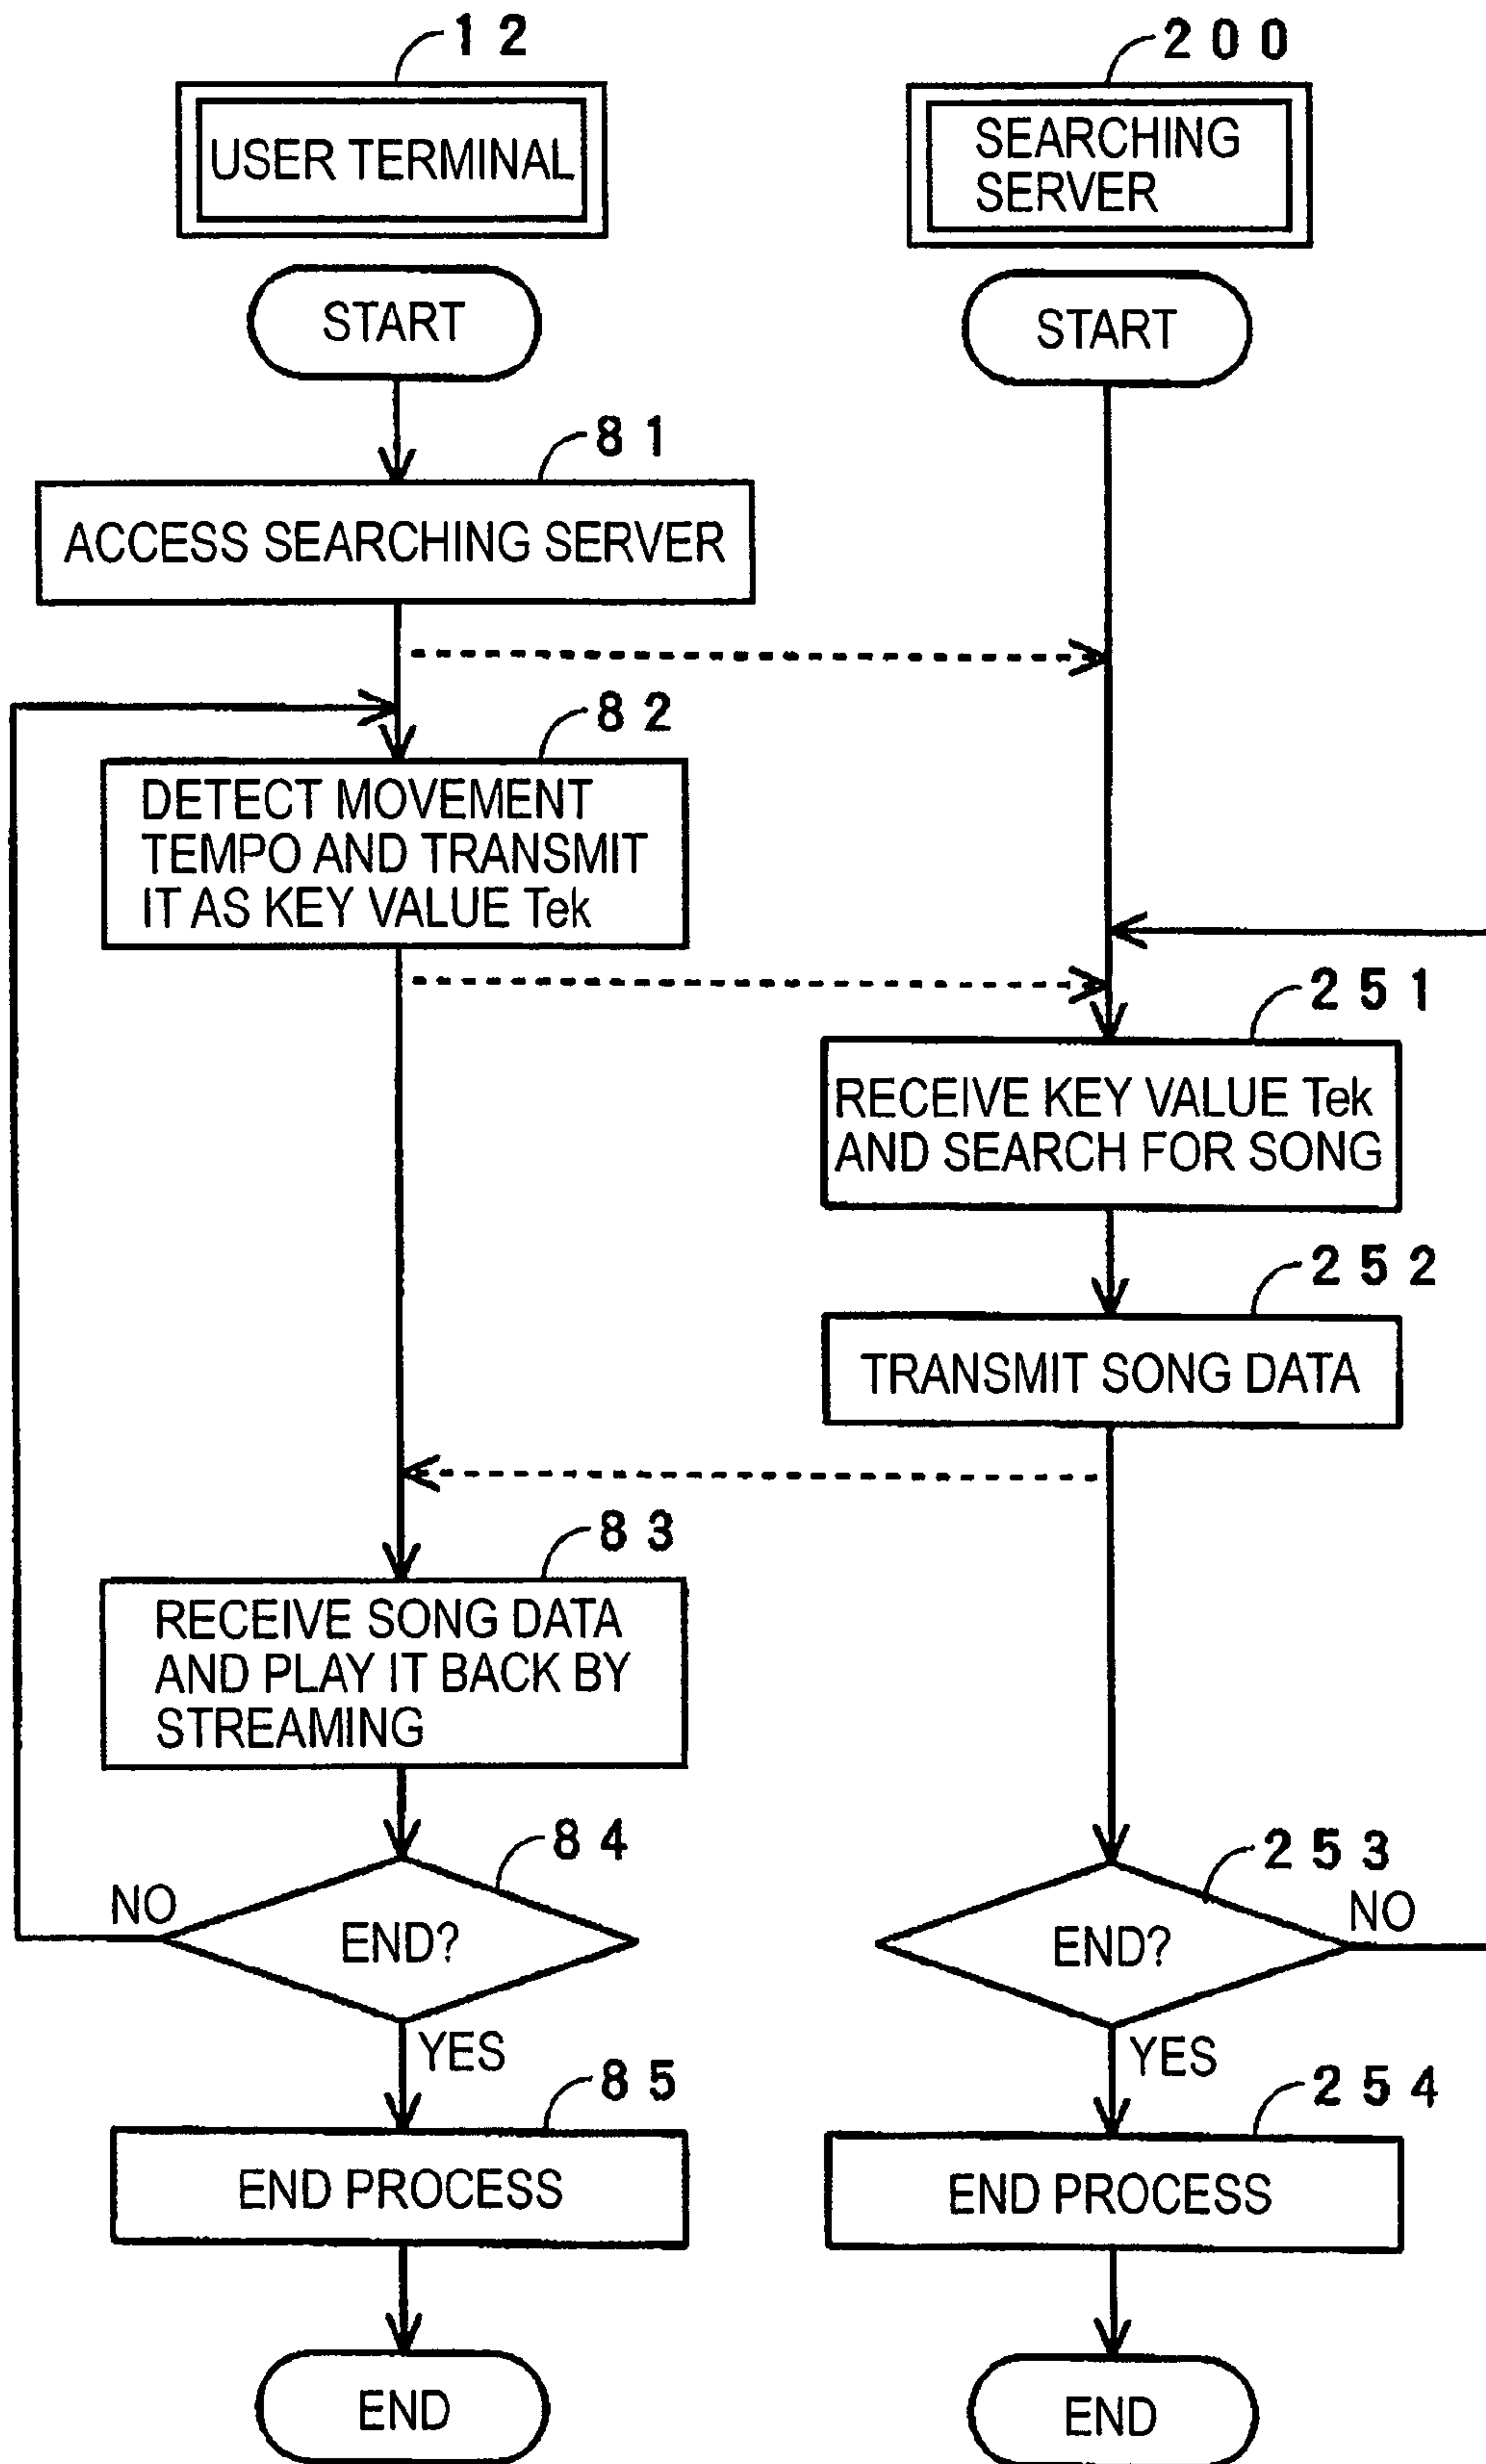 12
USER TERMINAL
START
81
ACCESS SEARCHING SERVER
82
DETECT MOVEMENT
TEMPO AND TRANSMIT
IT AS KEY VALUE Tek
83
RECEIVE SONG DATA
AND PLAY IT BACK BY
STREAMING
84
NO
END?
YES
85
END PROCESS
END
200
SEARCHING
SERVER
START
251
RECEIVE KEY VALUE Tek
AND SEARCH FOR SONG
252
TRANSMIT SONG DATA
253
NO
END?
YES
254
END PROCESS
END